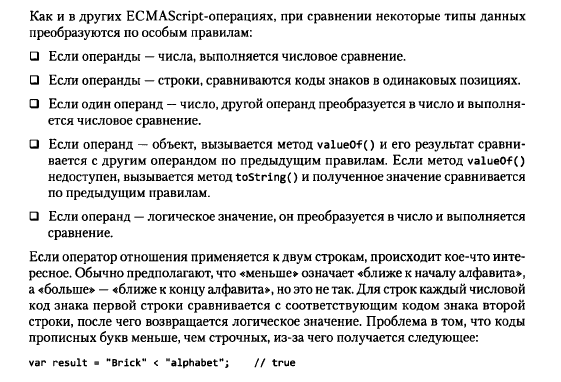 Как и в других ECMAScript-операциях, при сравнении некоторые типы данных
преобразуются по особым правилам:
❑ Если операнды — числа, выполняется числовое сравнение.
❑ Если операнды — строки, сравниваются коды знаков в одинаковых позициях.
❑ Если один операнд — число, другой операнд преобразуется в число и выполня-
ется числовое сравнение.
❑ Если операнд — объект, вызывается метод valueOf() и его результат сравни-
вается с другим операндом по предыдущим правилам. Если метод valueOf()
недоступен, вызывается метод toString() и полученное значение сравнивается
по предыдущим правилам.
❑ Если операнд — логическое значение, он преобразуется в число и выполняется
сравнение.
Если оператор отношения применяется к двум строкам, происходит кое-что инте-
ресное. Обычно предполагают, что «меньше» означает «ближе к началу алфавита»,
а «больше» — «ближе к концу алфавита», но это не так. Для строк каждый числовой
код знака первой строки сравнивается с соответствующим кодом знака второй
строки, после чего возвращается логическое значение. Проблема в том, что коды
прописных букв меньше, чем строчных, из-за чего получается следующее:
var result = "Brick" < "alphabet"; // true